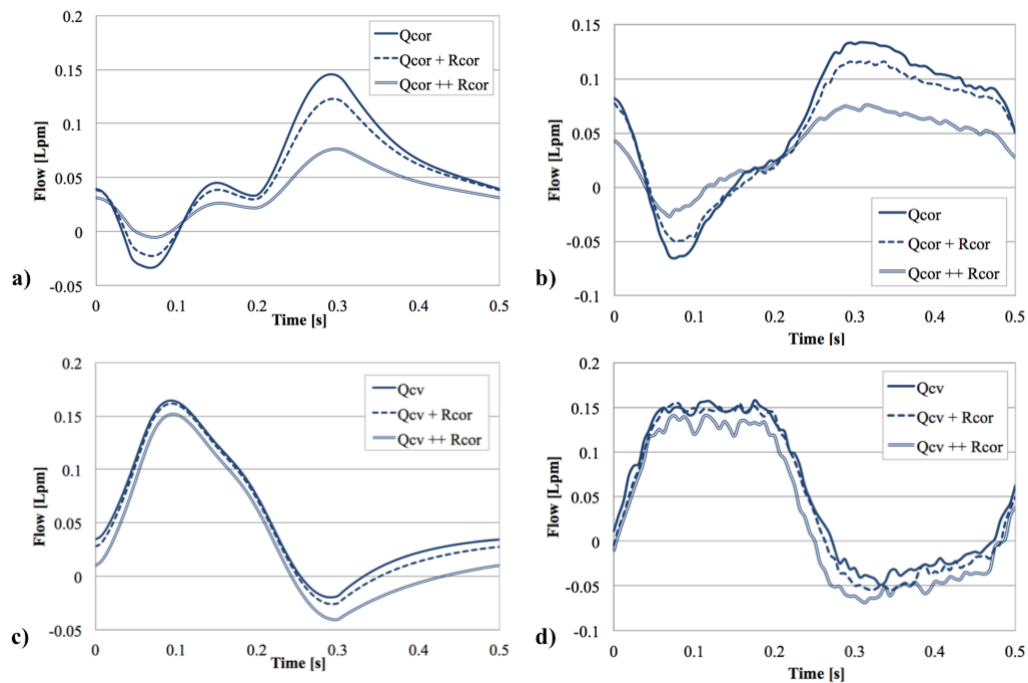 0.2
0.15
0.1
0.05
0
-0.05
Flow [Lpm]
Qcor
Qcor + Rcor
Qcor ++ Rcor
0 0.1 0.2 0.3 0.4 0.5
Time [s]
a)
0.15
0.1
0.05
0
-0.05
-0.1
Flow [Lpm]
Qcor
Qcor + Rcor
Qcor ++ Rcor
0 0.1 0.2 0.3 0.4 0.5
Time [s]
b)
0.2
0.15
0.1
0.05
0
-0.05
Flow [Lpm]
Qcv
Qcv + Rcor
Qcv ++ Rcor
0 0.1 0.2 0.3 0.4 0.5
Time [s]
c)
0.2
0.15
0.1
0.05
0
-0.05
-0.1
Flow [Lpm]
Qcv
Qcv + Rcor
Qcv ++ Rcor
0 0.1 0.2 0.3 0.4 0.5
Time [s]
d)